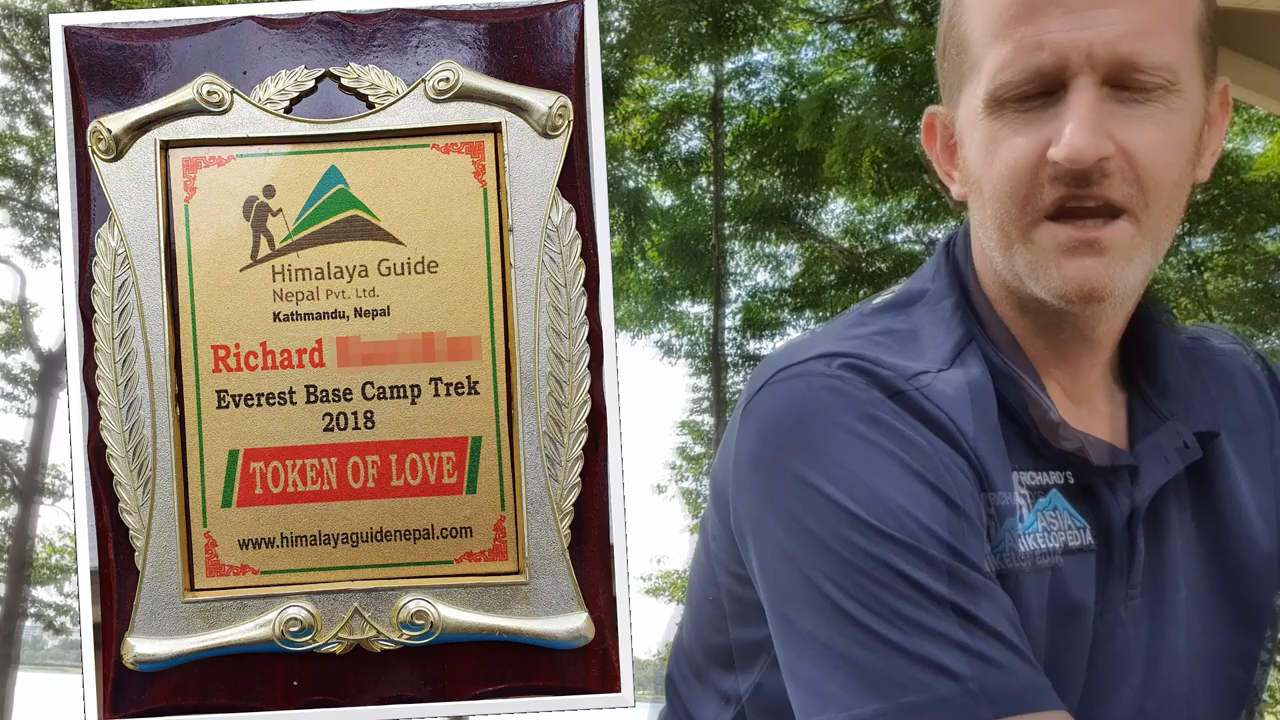 Himalaya Guide
Nepal Pvt. Ltd.
Kathmandu, Nepal
Richard
Everest Base Camp Trek
2018
TOKEN OF LOVE
www.himalayaguidenepal.com
RICHARD'S
ASIA
HIKELOPEDIA